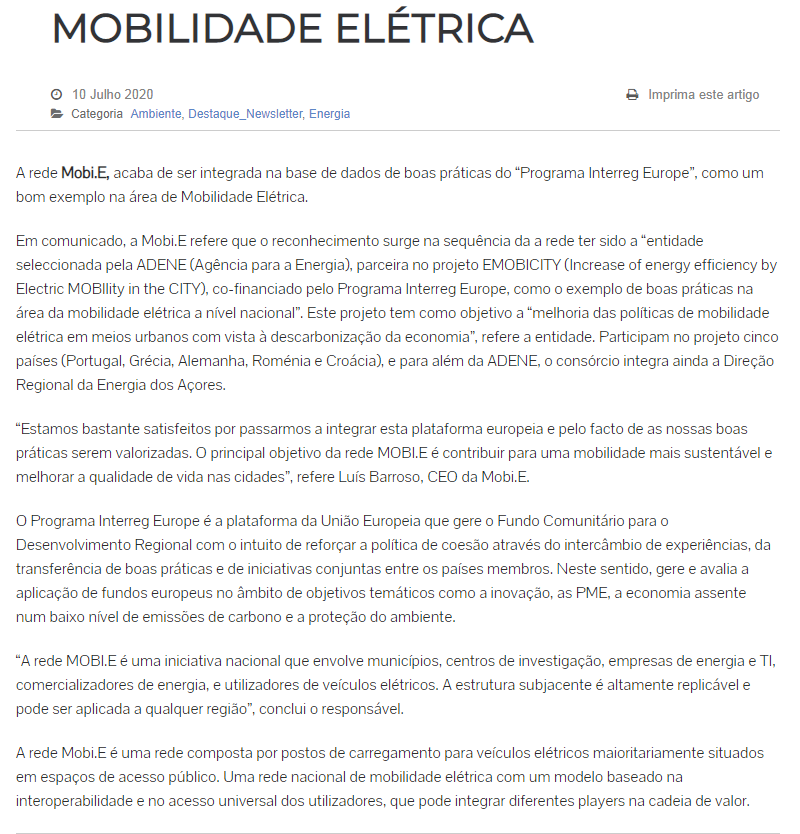 MOBILIDADE ELÉTRICA
10 Julho 2020
Imprima este artigo
Categoria Ambiente, Destaque_Newsletter, Energia
A rede Mobi.E, acaba de ser integrada na base de dados de boas práticas do “Programa Interreg Europe”, como um
bom exemplo na área de Mobilidade Elétrica.
Em comunicado, a Mobi.E refere que o reconhecimento surge na sequência da a rede ter sido a “entidade
seleccionada pela ADENE (Agência para a Energia), parceira no projeto EMOBICITY (Increase of energy efficiency by
Electric MOBIlity in the CITY), co-financiado pelo Programa Interreg Europe, como o exemplo de boas práticas na
área da mobilidade elétrica a nível nacional”. Este projeto tem como objetivo a “melhoria das políticas de mobilidade
elétrica em meios urbanos com vista à descarbonização da economia”, refere a entidade. Participam no projeto cinco
países (Portugal, Grécia, Alemanha, Roménia e Croácia), e para além da ADENE, o consórcio integra ainda a Direção
Regional da Energia dos Açores.
“Estamos bastante satisfeitos por passarmos a integrar esta plataforma europeia e pelo facto de as nossas boas
práticas serem valorizadas. O principal objetivo da rede MOBI.E é contribuir para uma mobilidade mais sustentável e
melhorar a qualidade de vida nas cidades”, refere Luís Barroso, CEO da Mobi.E.
O Programa Interreg Europe é a plataforma da União Europeia que gere o Fundo Comunitário para o
Desenvolvimento Regional com o intuito de reforçar a política de coesão através do intercâmbio de experiências, da
transferência de boas práticas e de iniciativas conjuntas entre os países membros. Neste sentido, gere e avalia a
aplicação de fundos europeus no âmbito de objetivos temáticos como a inovação, as PME, a economia assente
num baixo nível de emissões de carbono e a proteção do ambiente.
“A rede MOBI.E é uma iniciativa nacional que envolve municípios, centros de investigação, empresas de energia e TI,
comercializadores de energia, e utilizadores de veículos elétricos. A estrutura subjacente é altamente replicável e
pode ser aplicada a qualquer região”, conclui o responsável.
A rede Mobi.E é uma rede composta por postos de carregamento para veículos elétricos maioritariamente situados
em espaços de acesso público. Uma rede nacional de mobilidade elétrica com um modelo baseado na
interoperabilidade e no acesso universal dos utilizadores, que pode integrar diferentes players na cadeia de valor.